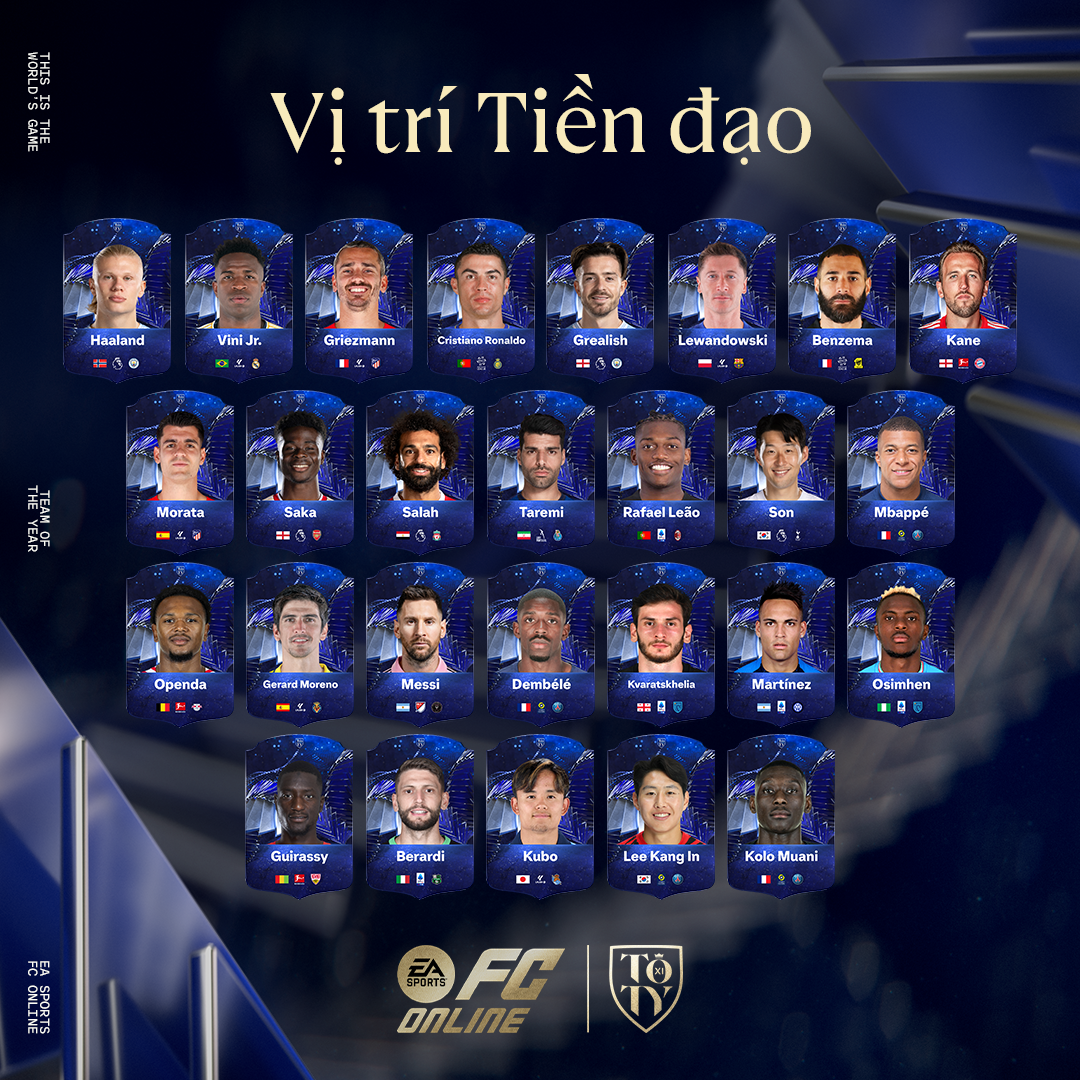 THIS IS THE
WORLD'S GAME
Vị trí Tiền đạo
Haaland
Vini Jr.
Griezmann
Cristiano Ronaldo
Grealish
Lewandowski
Benzema
Kane
TEAM OF
THE YEAR
Morata
Saka
Salah
Taremi
Rafael Leão
Son
Mbappé
Openda
Gerard Moreno
Messi
Dembélé
Kvaratskhelia
Martínez
Osimhen
Guirassy
Berardi
Kubo
Lee Kang In
Kolo Muani
EA SPORTS
FC ONLINE
EA
SPORTS
FC
ONLINE
TOTY
XI